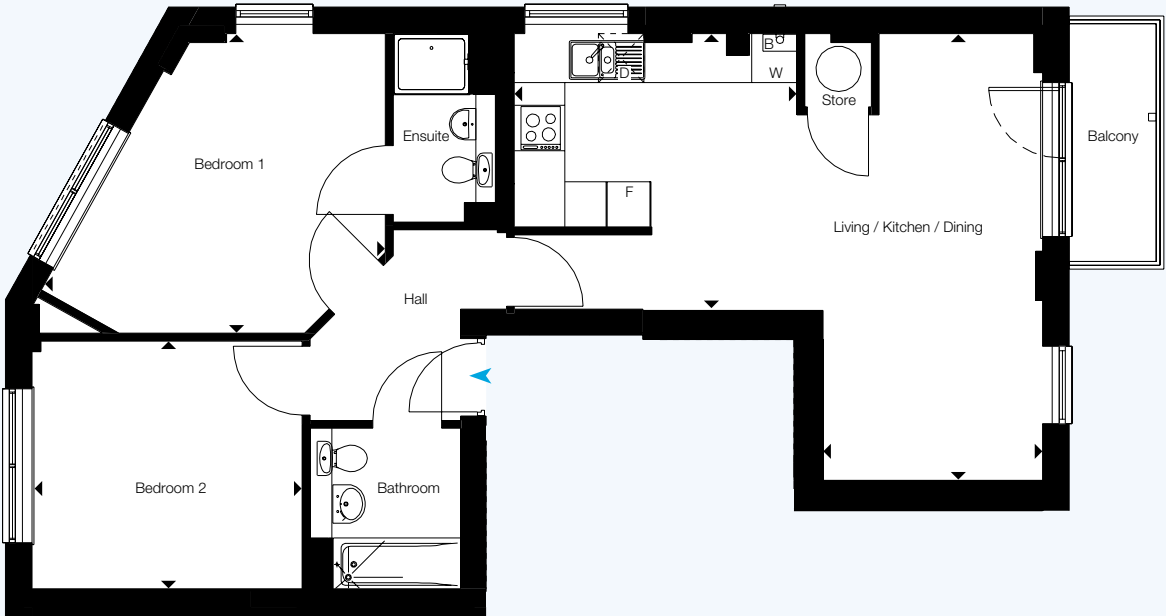 B
D
W
Store
Bedroom 1
Ensuite
Balcony
F
Living / Kitchen / Dining
Hall
Bedroom 2
Bathroom